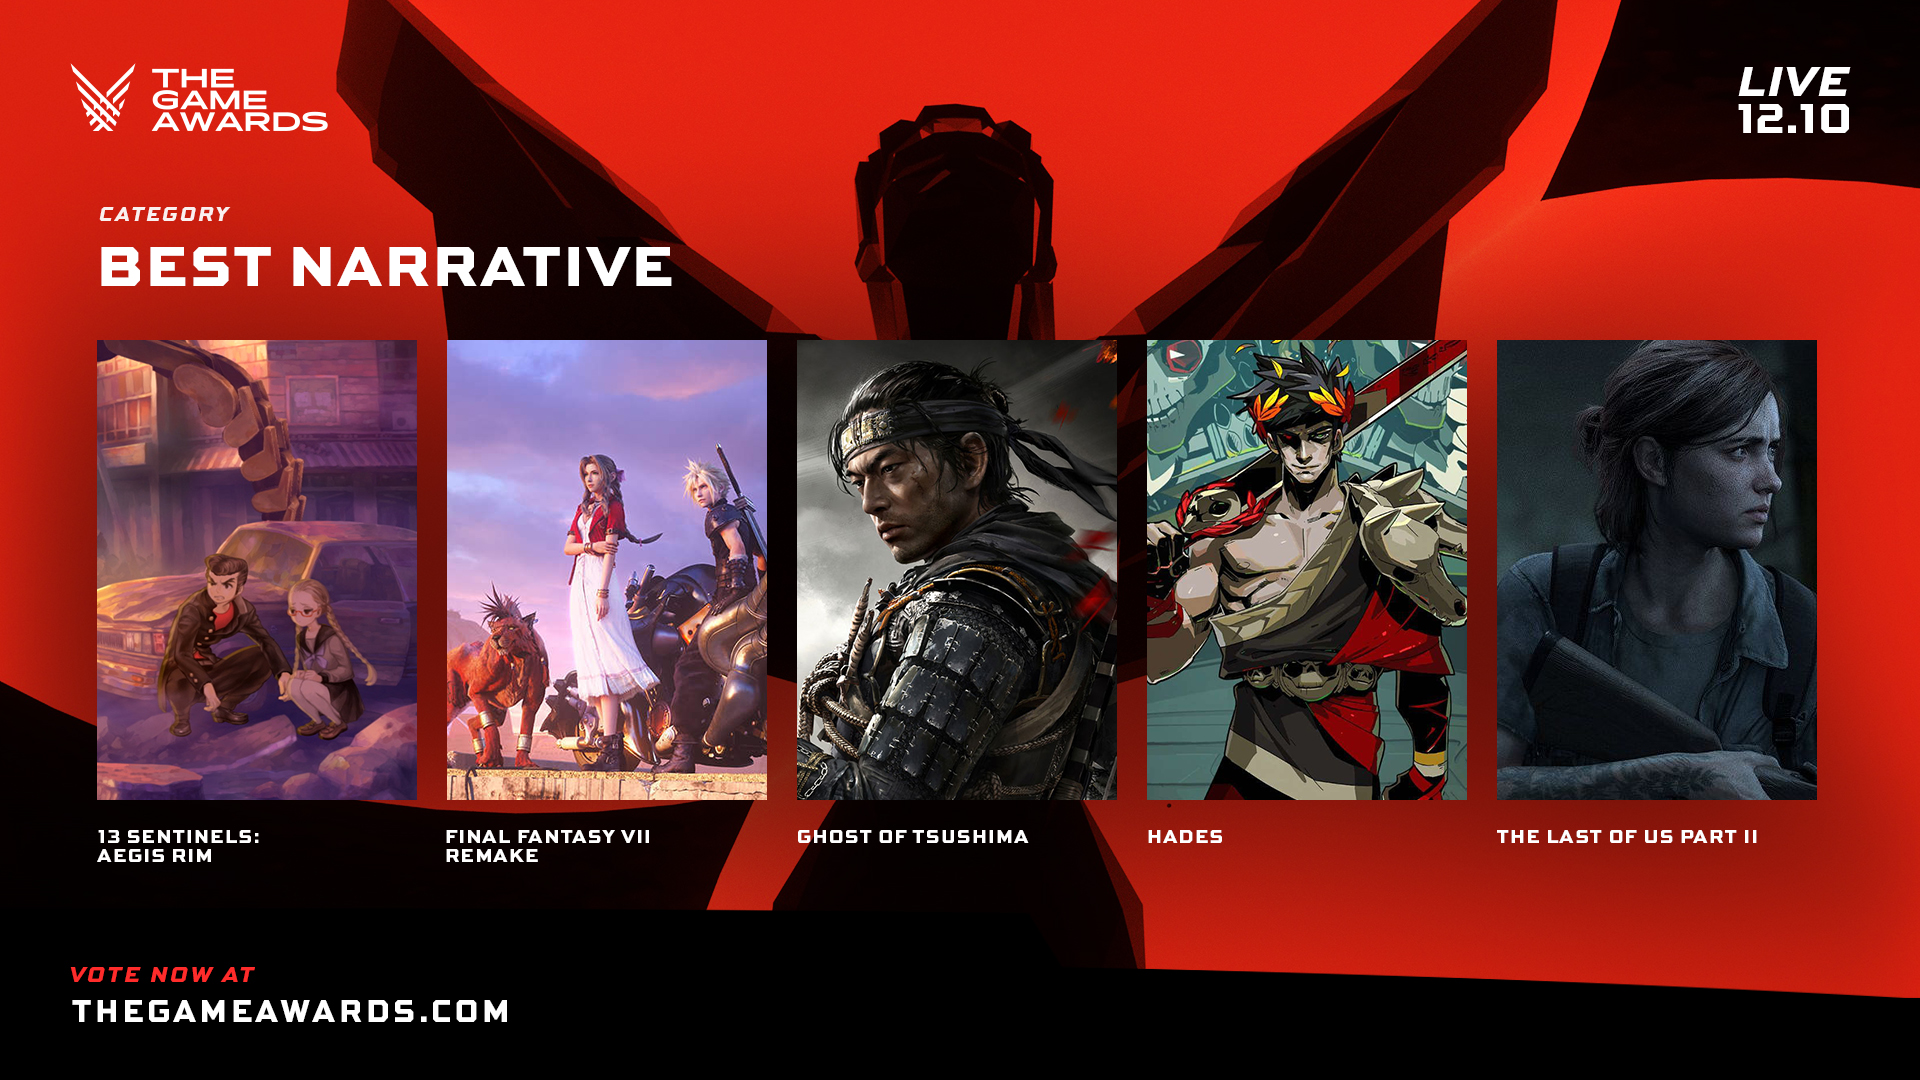 THE
GAME
AWARDS
LIVE
12.10
CATEGORY
BEST NARRATIVE
13 SENTINELS:
AEGIS RIM
FINAL FANTASY VII
REMAKE
GHOST OF TSUSHIMA
HADES
THE LAST OF US PART II
VOTE NOW AT
THEGAMEAWARDS.COM